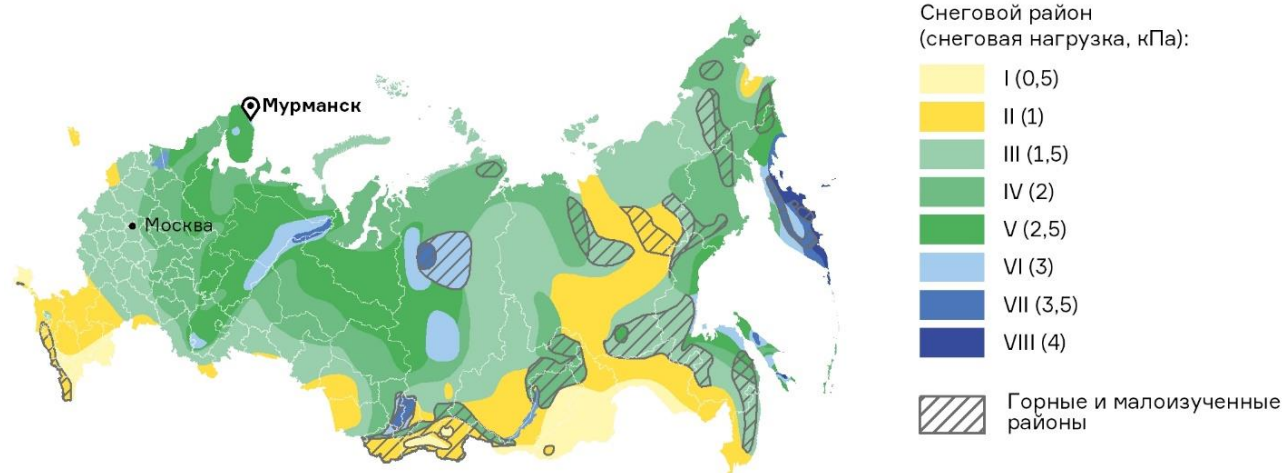 Мурманск
Москва
Снеговой район
(снеговая нагрузка, кПа):
I (0,5)
II (1)
III (1,5)
IV (2)
V (2,5)
VI (3)
VII (3,5)
VIII (4)
Горные и малоизученные
районы